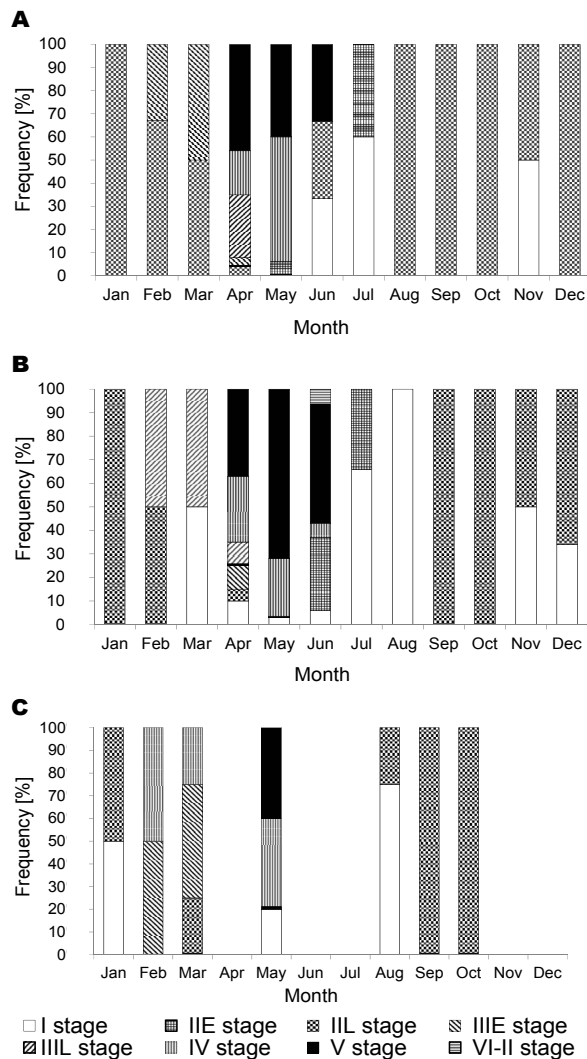 A
Frequency [%]
100
90
80
70
60
50
40
30
20
10
0
Jan Feb Mar Apr May Jun Jul Aug Sep Oct Nov Dec
Month
B
Frequency [%]
100
90
80
70
60
50
40
30
20
10
0
Jan Feb Mar Apr May Jun Jul Aug Sep Oct Nov Dec
Month
C
Frequency [%]
100
90
80
70
60
50
40
30
20
10
0
Jan Feb Mar Apr May Jun Jul Aug Sep Oct Nov Dec
Month
I stage IIE stage IIL stage IIIE stage
IIIL stage IV stage V stage VI-II stage